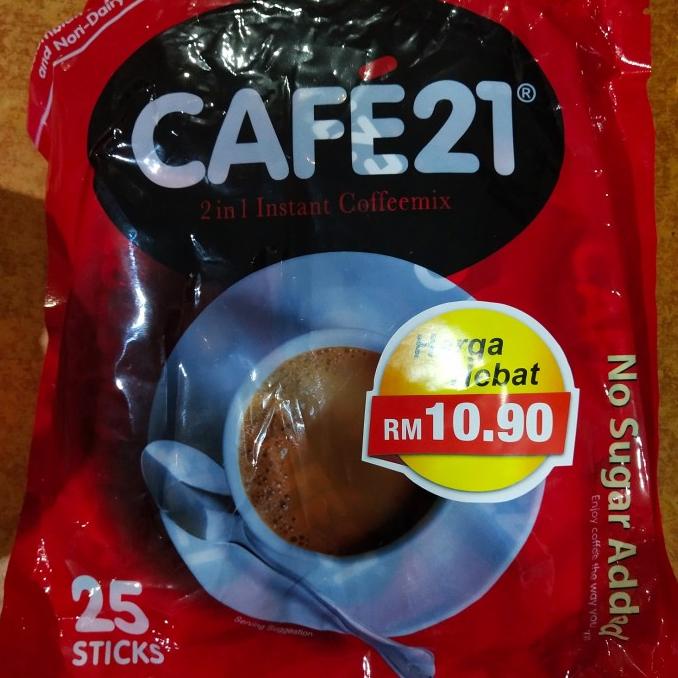 and Non-Dairy
CAFÉ21®
2 in 1 Instant Coffeemix
Harga
RM10.90
No Sugar Added
Enjoy coffee the way you
25
STICKS
Serving Suggestion